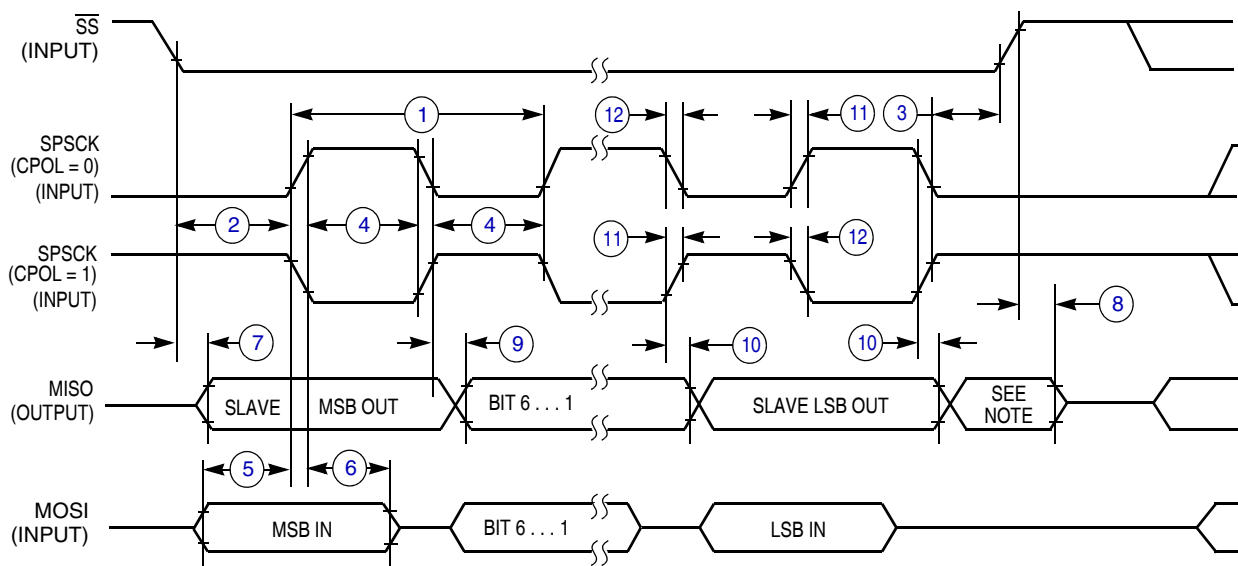 SS
(INPUT)
1
12
11
3
SPSCK
(CPOL = 0)
(INPUT)
2
4
4
11
12
SPSCK
(CPOL = 1)
(INPUT)
8
7
9
10
10
MISO
(OUTPUT)
SLAVE MSB OUT
BIT 6 . . . 1
SLAVE LSB OUT
SEE
NOTE
5
6
MOSI
(INPUT)
MSB IN
BIT 6 . . . 1
LSB IN